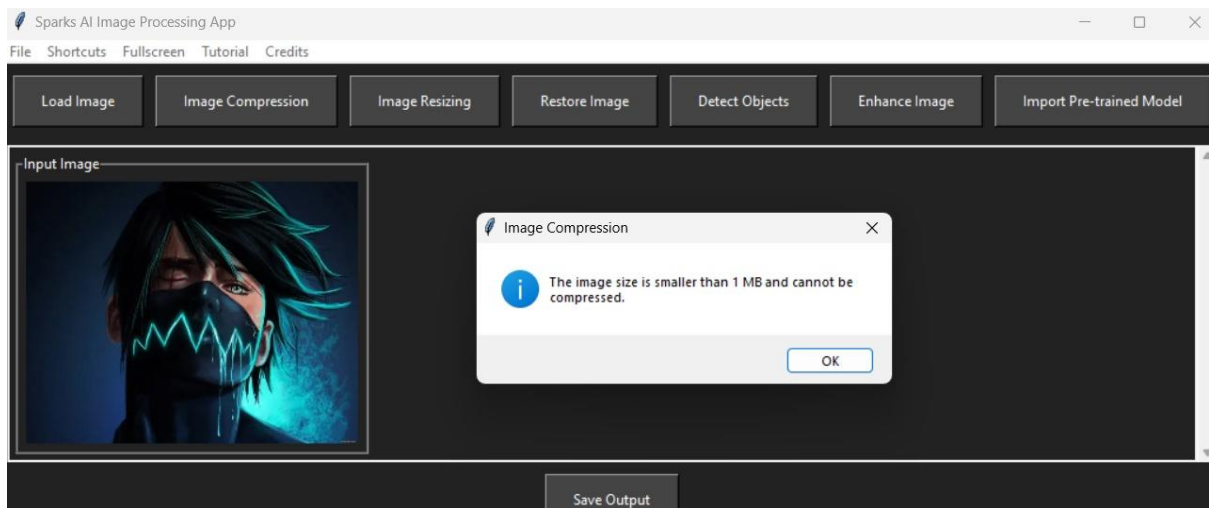 Sparks AI Image Processing App
File Shortcuts Fullscreen Tutorial Credits
Load Image Image Compression Image Resizing Restore Image Detect Objects Enhance Image Import Pre-trained Model
Input Image
Image Compression
The image size is smaller than 1 MB and cannot be
compressed.
OK
Save Output